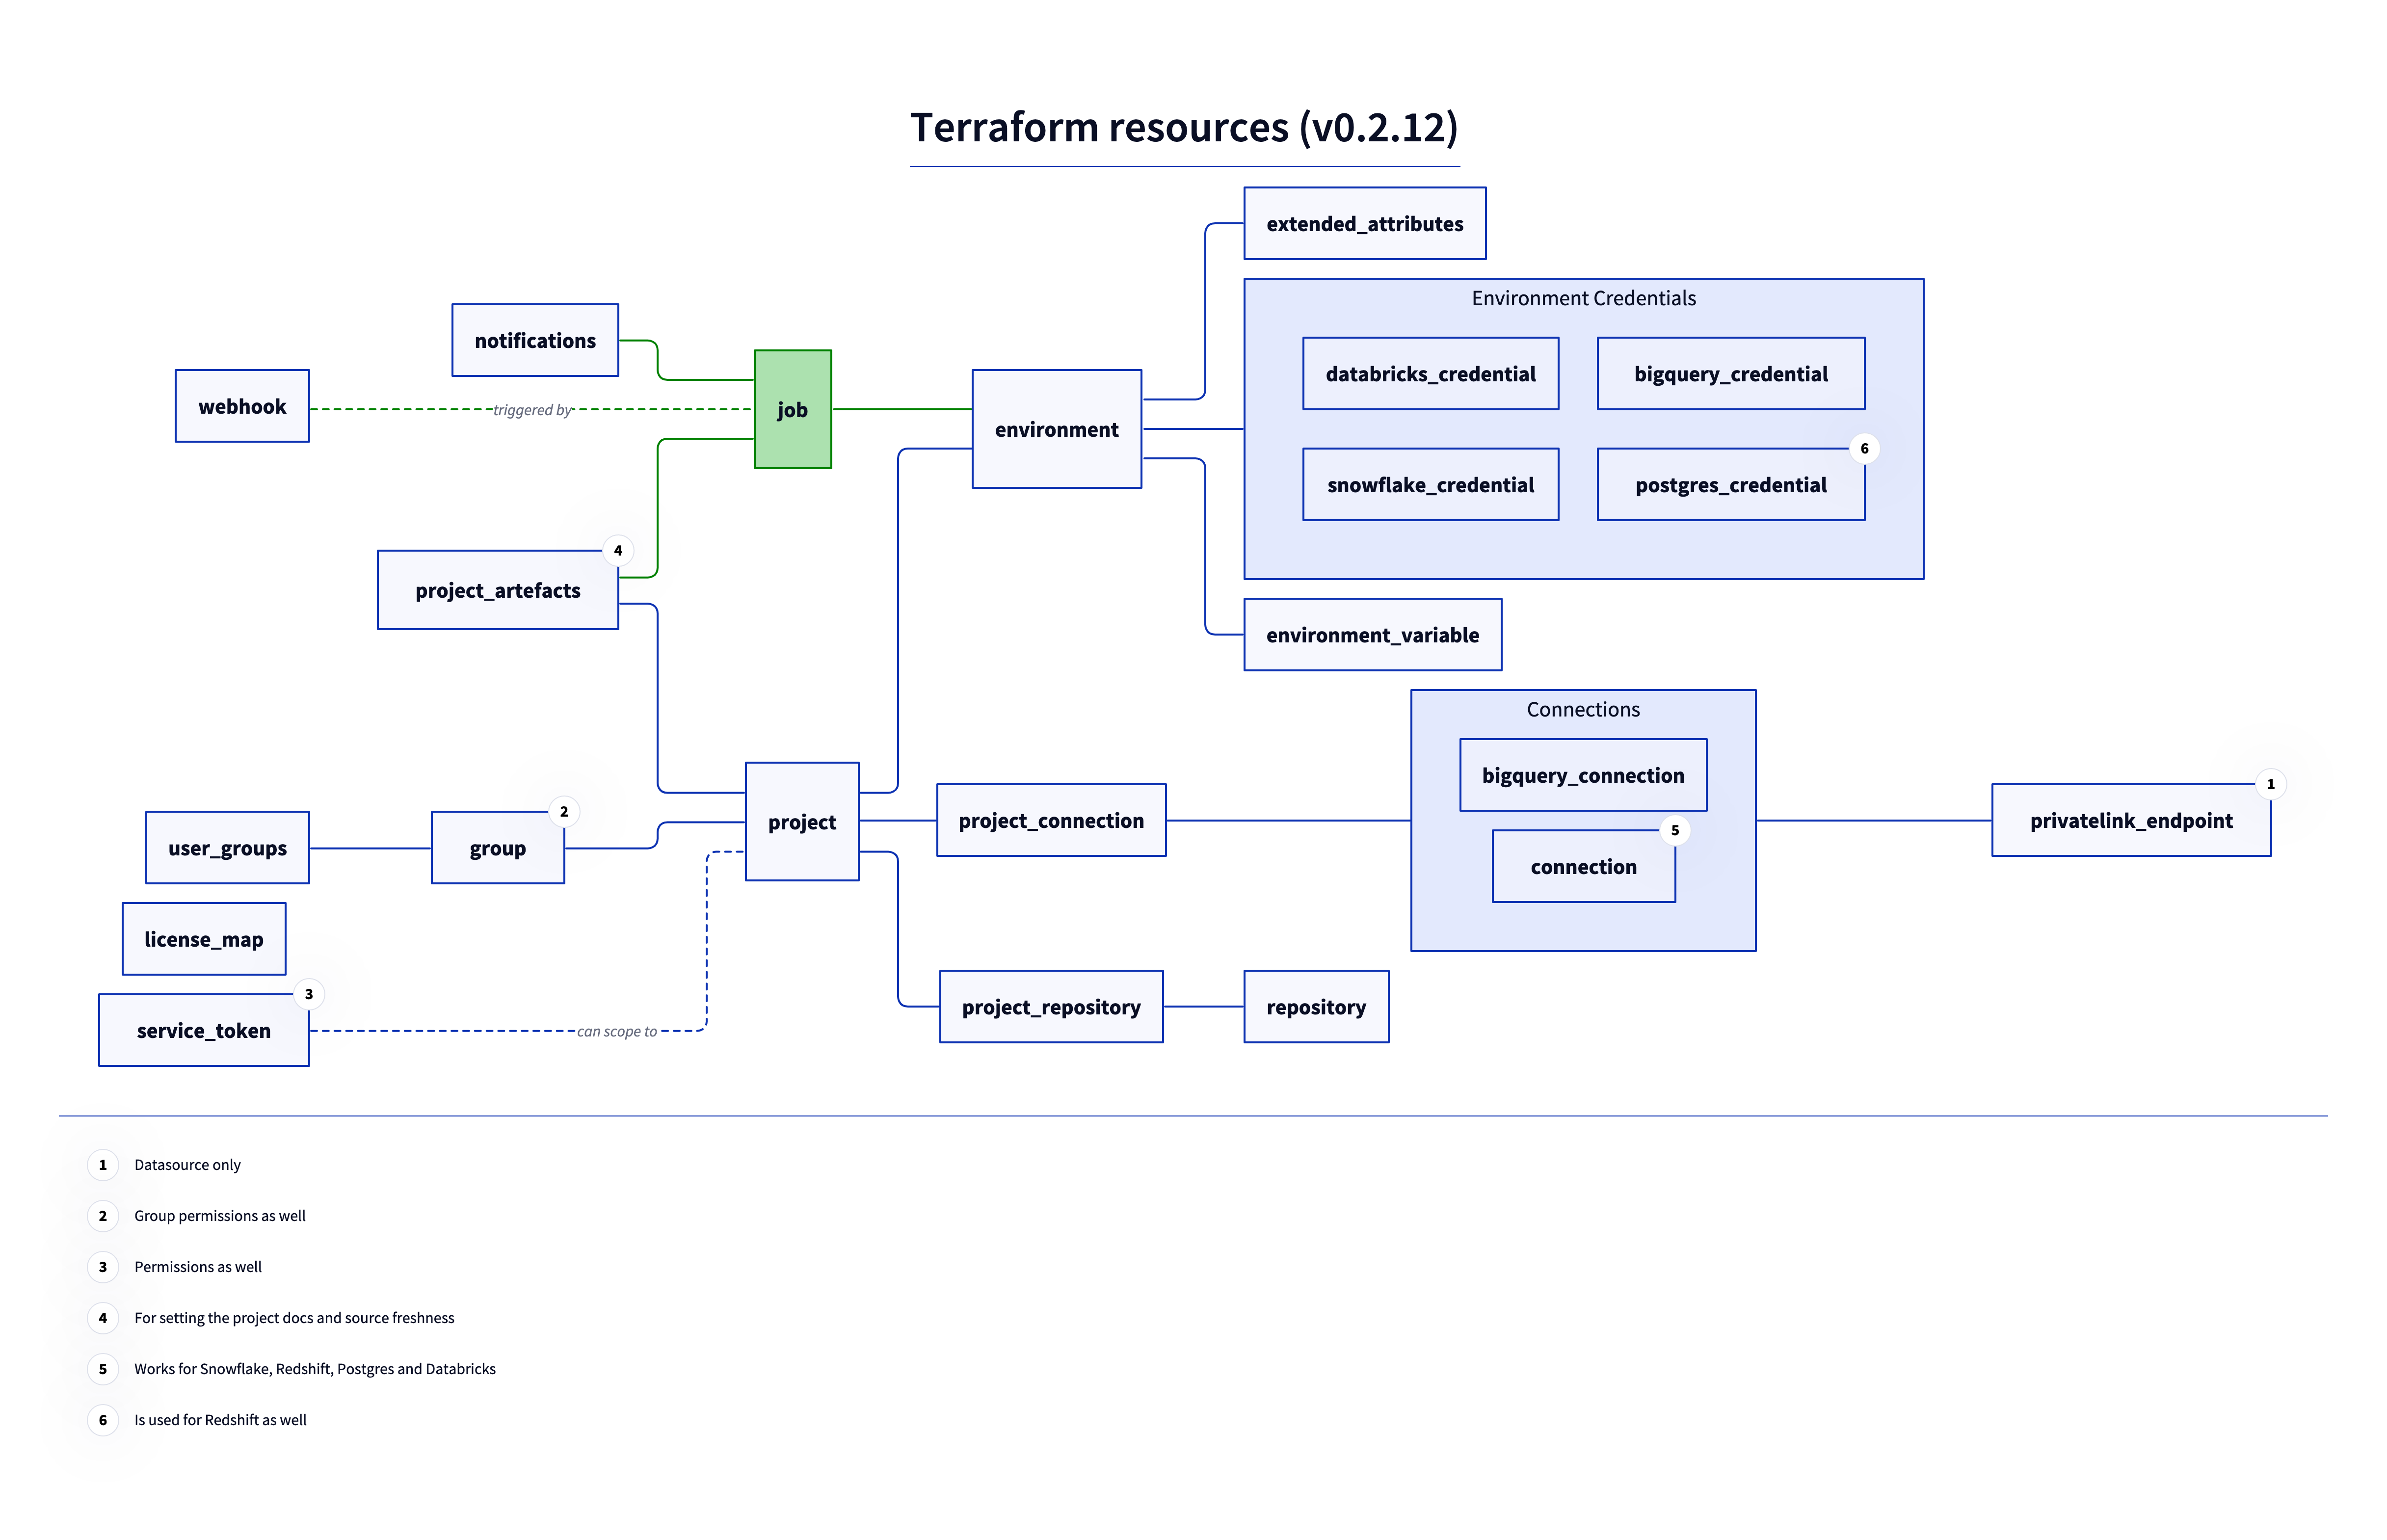 Terraform resources (v0.2.12)
extended_attributes
Environment Credentials
notifications
databricks_credential
bigquery_credential
webhook
triggered by
job
environment
6
snowflake_credential
postgres_credential
4
project_artefacts
environment_variable
Connections
bigquery_connection
1
2
project
project_connection
privatelink_endpoint
user_groups
group
5
connection
license_map
3
service_token
can scope to
project_repository
repository
1 Datasource only
2 Group permissions as well
3 Permissions as well
4 For setting the project docs and source freshness
5 Works for Snowflake, Redshift, Postgres and Databricks
6 Is used for Redshift as well